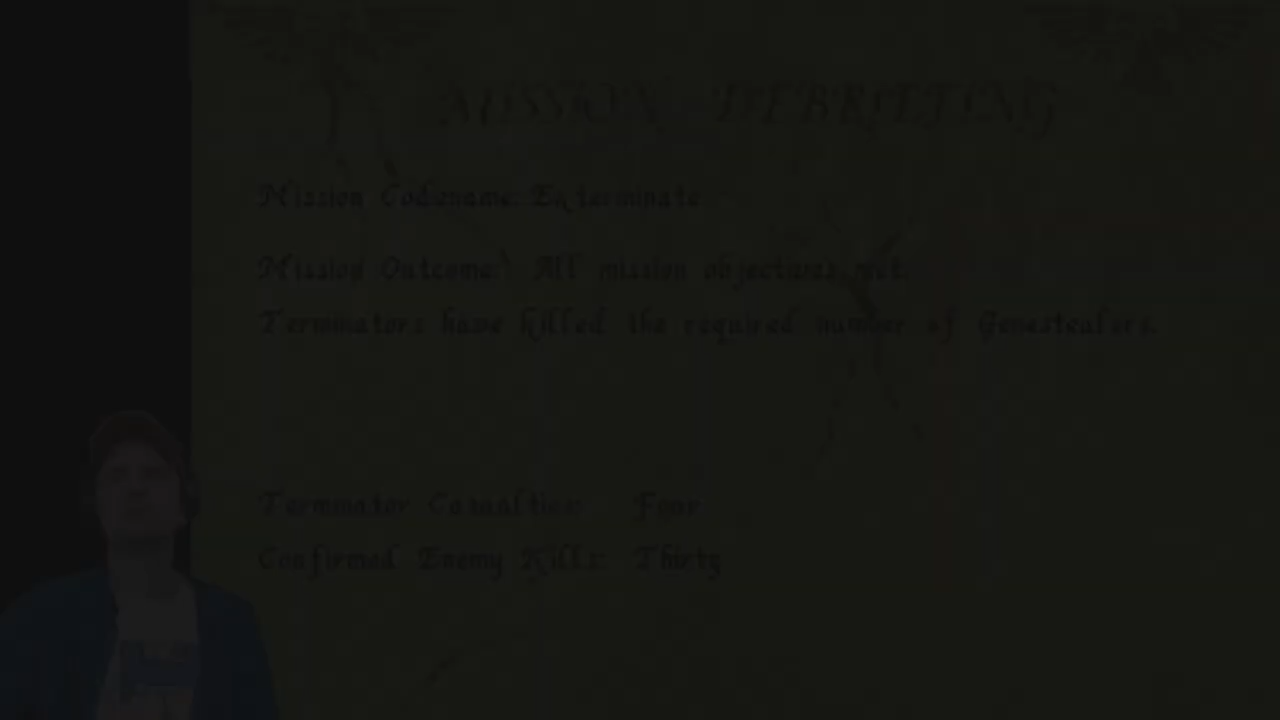 MISSION DEBRIEFING
Mission Codename: Exterminate
Mission Outcome: All mission objectives met.
Terminators have killed the required number of Genestealers.
Terminator Casualties: Four
Confirmed Enemy Kills: Thirty